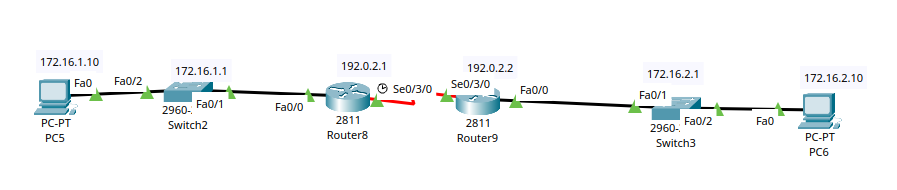 172.16.1.10
Fa0
PC-PT
PC5
Fa0/2
172.16.1.1
Fa0/1
2960-.
Switch2
Fa0/0
192.0.2.1
Se0/3/0
2811
Router8
192.0.2.2
Se0/3/0
Fa0/0
2811
Router9
172.16.2.1
Fa0/1
2960-.
Fa0/2
Switch3
172.16.2.10
Fa0
PC-PT
PC6